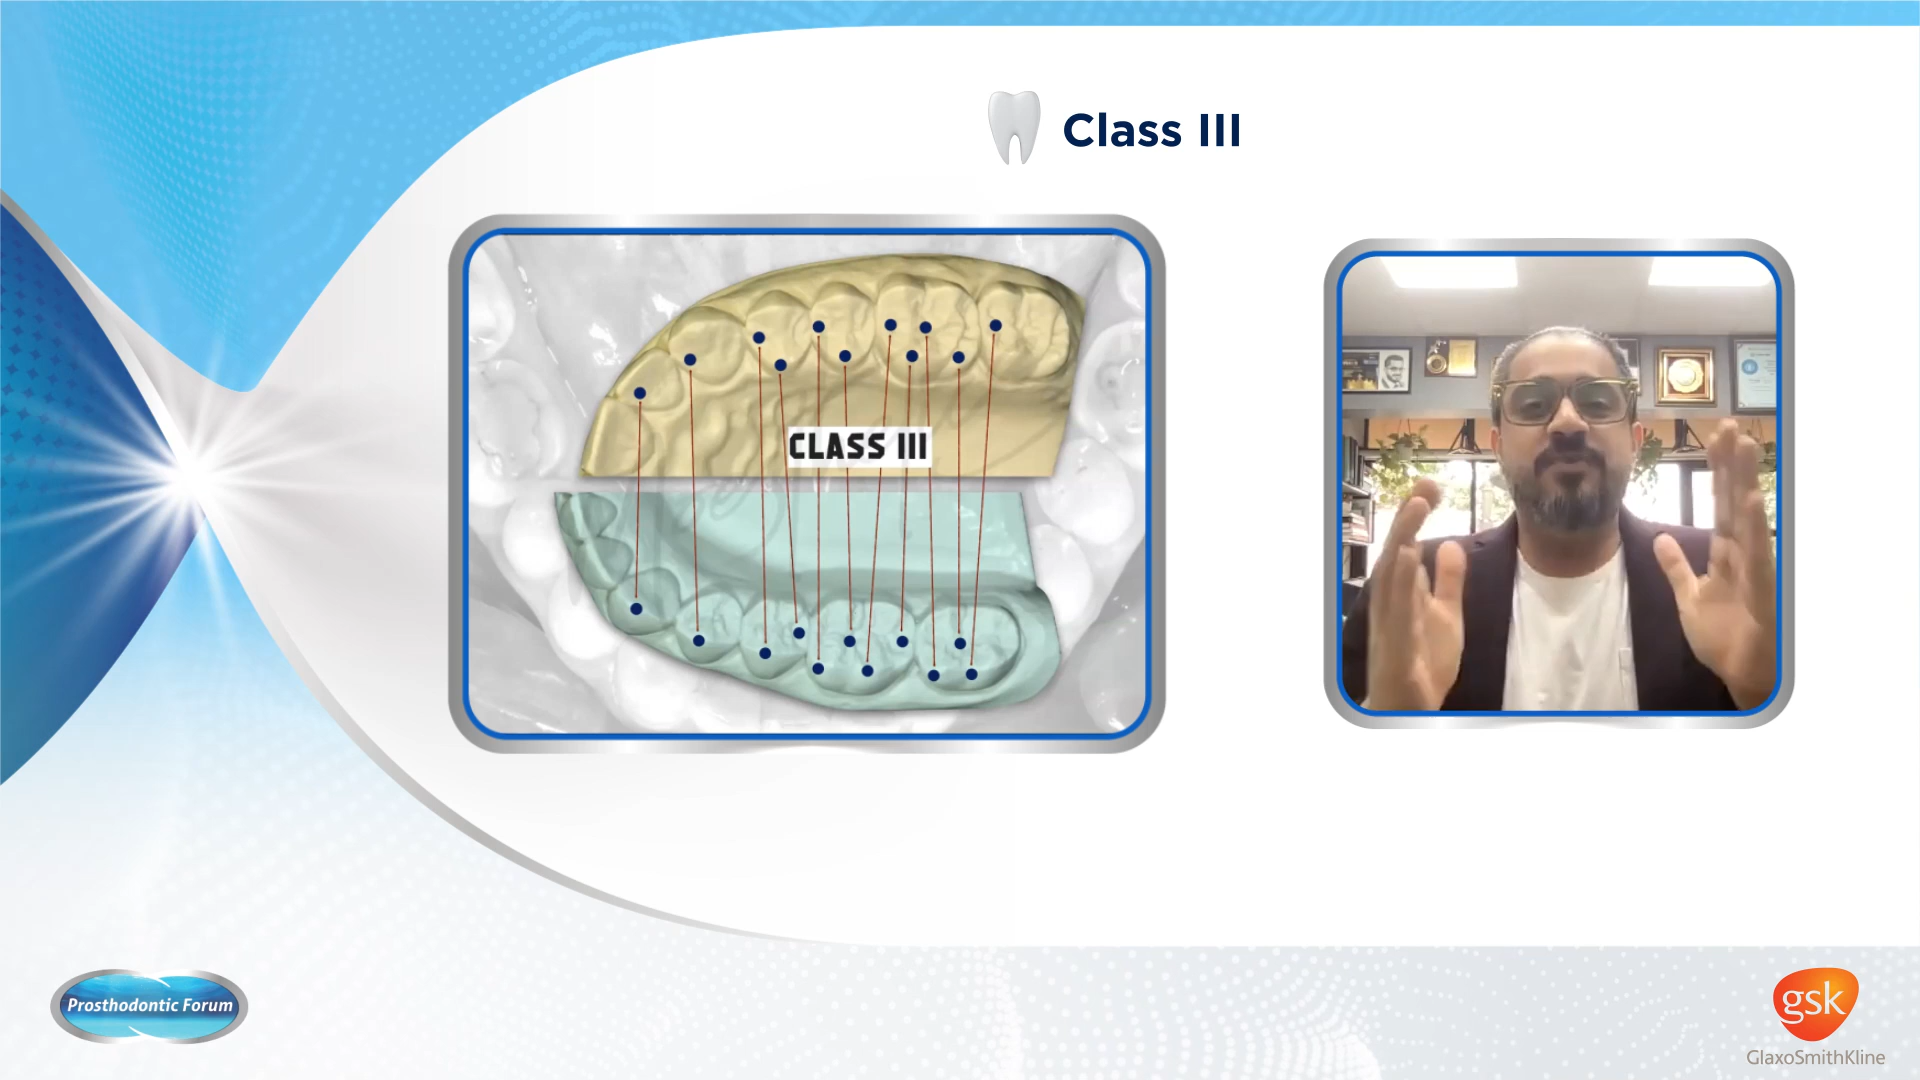 Class III
CLASS III
Prosthodontic Forum
gsk
GlaxoSmithKline